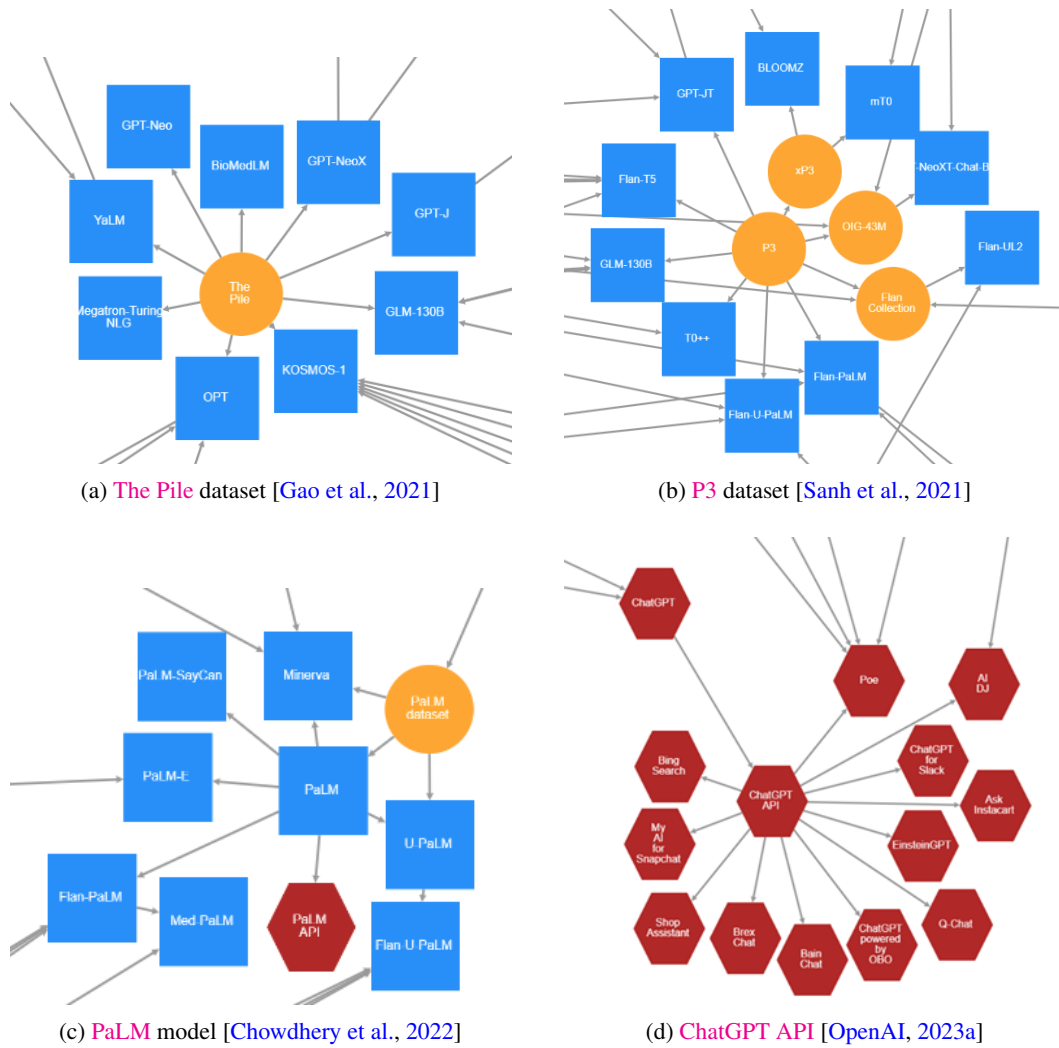 GPT-Neo
BioMedLM
GPT-NeoX
YaLM
GPT-J
The
Pile
Megatron-Turing
NLG
GLM-130B
KOSMOS-1
OPT
(a) The Pile dataset [Gao et al., 2021]
BLOOMZ
GPT-JT
mT0
xP3
-NeoXT-Chat-B
Flan-T5
OIG-43M
P3
Flan-UL2
GLM-130B
Flan
Collection
T0++
Flan-PaLM
Flan-U-PaLM
(b) P3 dataset [Sanh et al., 2021]
PaLM-SayCan
Minerva
PaLM
dataset
PaLM-E
PaLM
U-PaLM
Flan-PaLM
Med-PaLM
PaLM
API
Flan-U-PaLM
(c) PaLM model [Chowdhery et al., 2022]
ChatGPT
Poe
AI
DJ
Bing
Search
ChatGPT
for
Slack
ChatGPT
API
Ask
Instacart
My
AI
for
Snapchat
EinsteinGPT
Shop
Assistant
Brex
Chat
Bain
Chat
ChatGPT
powered
by
OBO
Q-Chat
(d) ChatGPT API [OpenAI, 2023a]